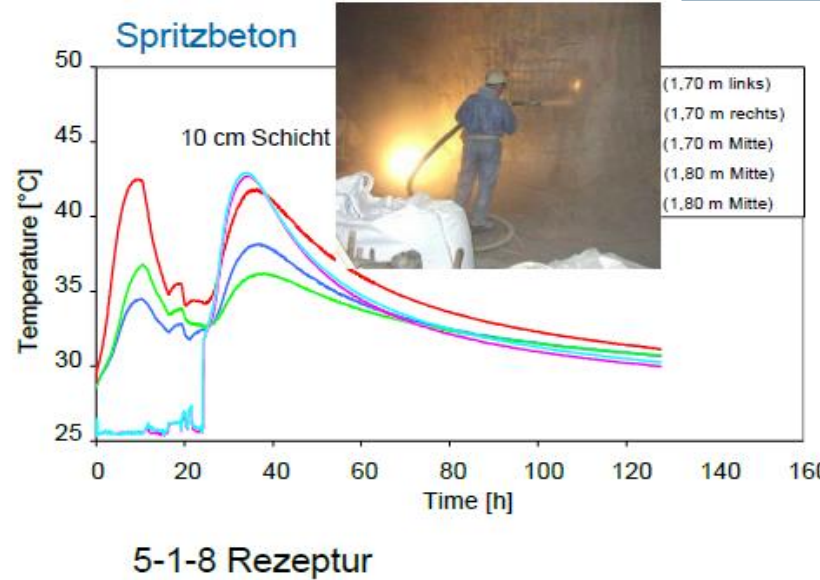 Spritzbeton
50
45
40
35
30
25
Temperature [°C]
10 cm Schicht
(1,70 m links)
(1,70 m rechts)
(1,70 m Mitte)
(1,80 m Mitte)
(1,80 m Mitte)
0 20 40 60 80 100 120 140 160
Time [h]
5-1-8 Rezeptur